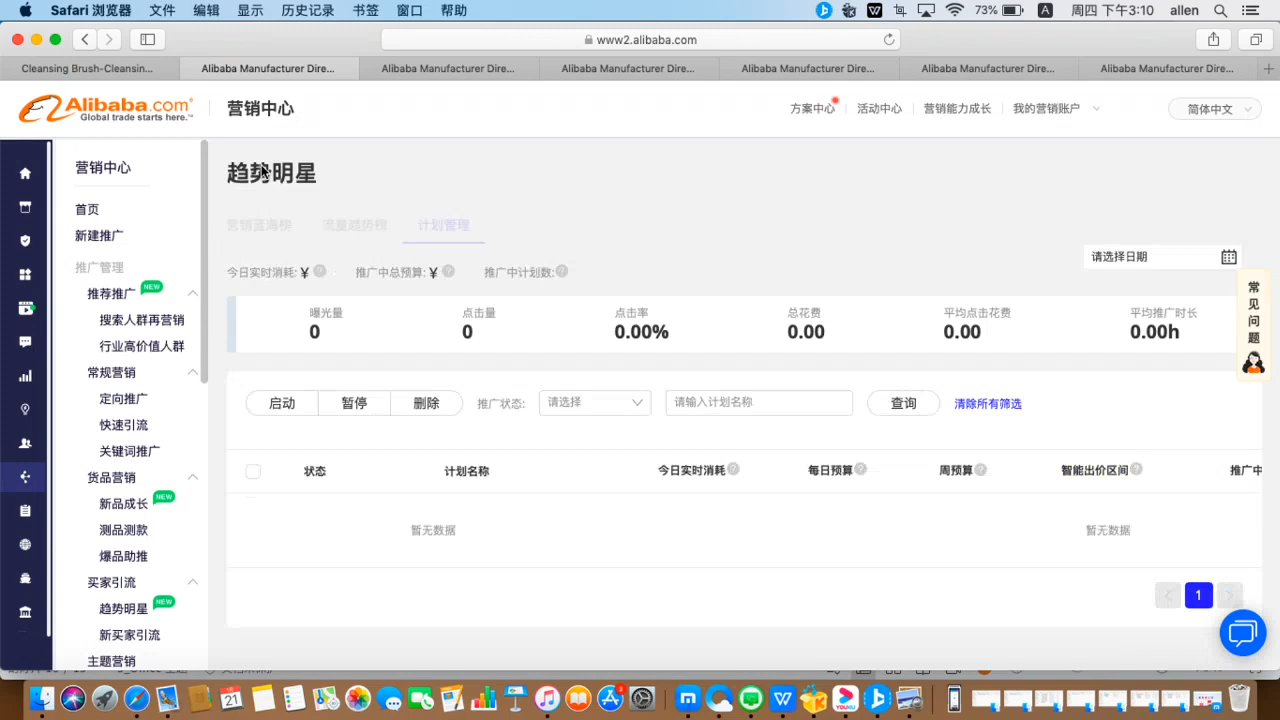 Safari 浏览器 文件 编辑 显示 历史记录 书签 窗口 帮助 73% A 周四 下午3:10 allen
www2.alibaba.com
Cleansing Brush-Cleansin... Alibaba Manufacturer Dire... Alibaba Manufacturer Dire... Alibaba Manufacturer Dire... Alibaba Manufacturer Dire... Alibaba Manufacturer Dire... Alibaba Manufacturer Dire...
Alibaba.com 营销中心 方案中心 活动中心 营销能力成长 我的营销账户 简体中文
Global trade starts here.™
营销中心
首页
新建推广
推广管理
推荐推广 NEW
搜索人群再营销
行业高价值人群
常规营销
定向推广
快速引流
关键词推广
货品营销
新品成长 NEW
测品测款
爆品助推
买家引流
趋势明星 NEW
新买家引流
主题营销
趋势明星
营销蓝海榜 流量趋势榜 计划管理
请选择日期
今日实时消耗: ¥ ? 推广中总预算: ¥ ? 推广中计划数: ?
曝光量 点击量 点击率 总花费 平均点击花费 平均推广时长
0 0 0.00% 0.00 0.00 0.00h
常见问题
启动 暂停 删除 推广状态: 请选择 请输入计划名称 查询 清除所有筛选
状态 计划名称 今日实时消耗 ? 每日预算 ? 周预算 ? 智能出价区间 ? 推广中
暂无数据 暂无数据
1